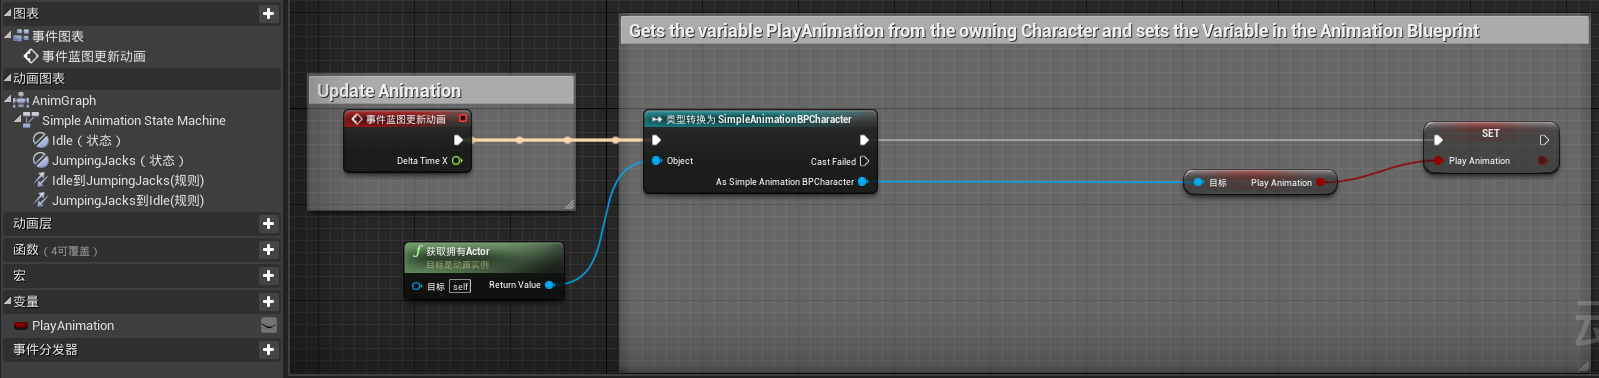 图表
事件图表
事件蓝图更新动画
动画图表
AnimGraph
Simple Animation State Machine
Idle（状态）
JumpingJacks（状态）
Idle到JumpingJacks(规则)
JumpingJacks到Idle(规则)
动画层
函数（4可覆盖）
宏
变量
PlayAnimation
事件分发器
Update Animation
事件蓝图更新动画
Delta Time X
获取拥有Actor
目标是动画实例
目标 self
Return Value
Gets the variable PlayAnimation from the owning Character and sets the Variable in the Animation Blueprint
类型转换为 SimpleAnimationBPCharacter
Object
Cast Failed
As Simple Animation BPCharacter
目标
Play Animation
SET
Play Animation